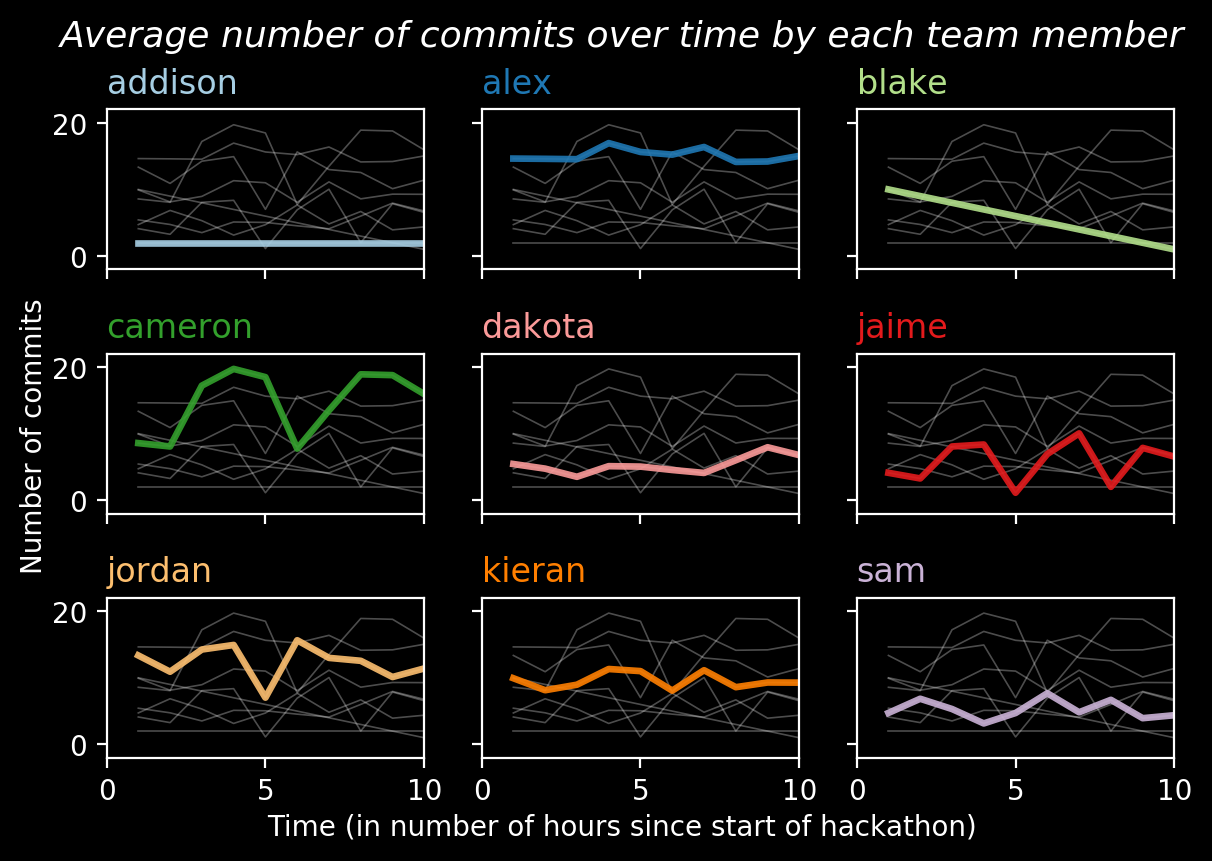 Average number of commits over time by each team member
addison
alex
blake
20
0
Number of commits
cameron
dakota
jaime
20
0
jordan
kieran
sam
20
0
0 5 10 0 5 10 0 5 10
Time (in number of hours since start of hackathon)